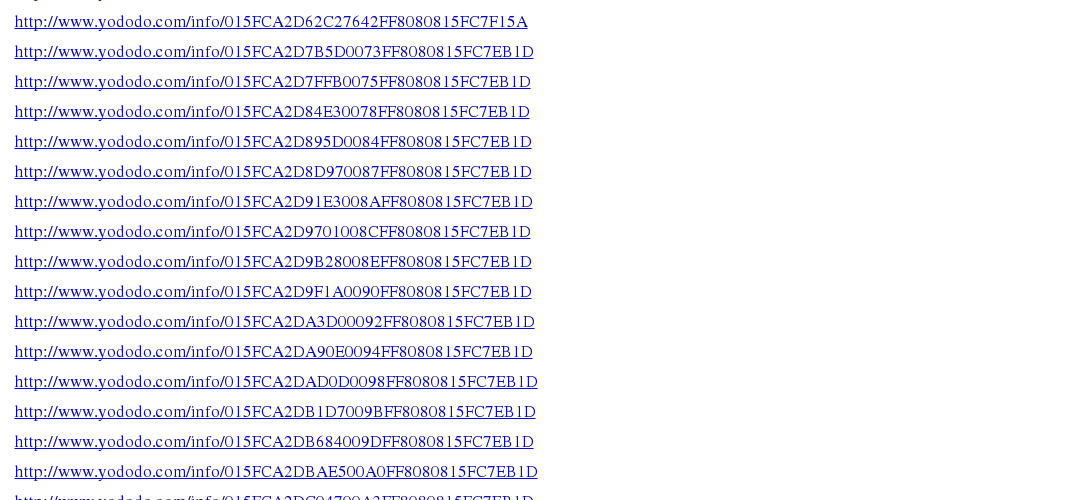 http://www.yododo.com/info/015FCA2D62C27642FF8080815FC7F15A
http://www.yododo.com/info/015FCA2D7B5D0073FF8080815FC7EB1D
http://www.yododo.com/info/015FCA2D7FFB0075FF8080815FC7EB1D
http://www.yododo.com/info/015FCA2D84E30078FF8080815FC7EB1D
http://www.yododo.com/info/015FCA2D895D0084FF8080815FC7EB1D
http://www.yododo.com/info/015FCA2D8D970087FF8080815FC7EB1D
http://www.yododo.com/info/015FCA2D91E3008AFF8080815FC7EB1D
http://www.yododo.com/info/015FCA2D9701008CFF8080815FC7EB1D
http://www.yododo.com/info/015FCA2D9B28008EFF8080815FC7EB1D
http://www.yododo.com/info/015FCA2D9F1A0090FF8080815FC7EB1D
http://www.yododo.com/info/015FCA2DA3D00092FF8080815FC7EB1D
http://www.yododo.com/info/015FCA2DA90E0094FF8080815FC7EB1D
http://www.yododo.com/info/015FCA2DAD0D0098FF8080815FC7EB1D
http://www.yododo.com/info/015FCA2DB1D7009BFF8080815FC7EB1D
http://www.yododo.com/info/015FCA2DB684009DFF8080815FC7EB1D
http://www.yododo.com/info/015FCA2DBAE500A0FF8080815FC7EB1D